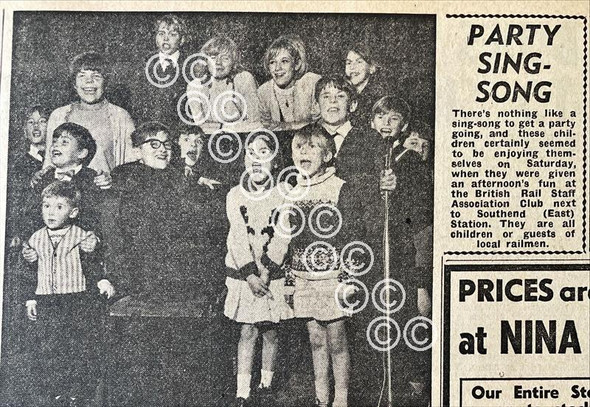 PARTY
SING-
SONG
There's nothing like a
sing-song to get a party
going, and these chil-
dren certainly seemed
to be enjoying them-
selves on Saturday,
when they were given
an afternoon's fun at
the British Rail Staff
Association Club next
to Southend (East)
Station. They are all
children or guests of
local railmen.
PRICES are
at NINA
Our Entire Sto